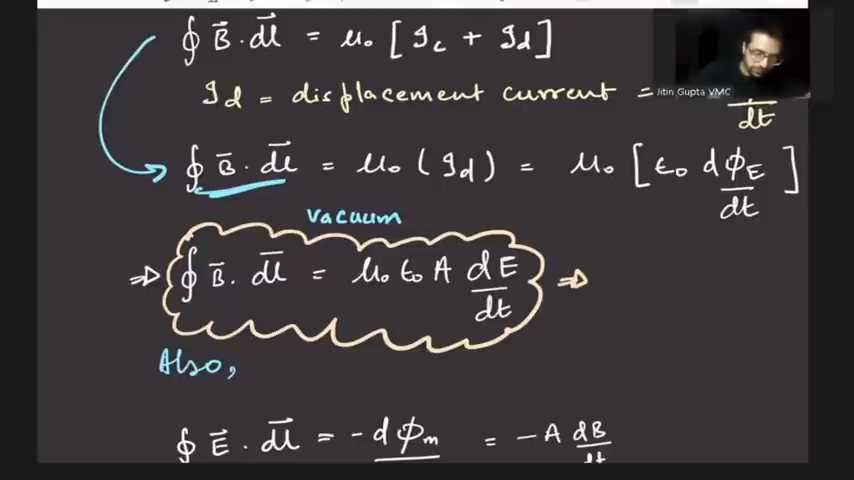 ∮ B⃗ . dl⃗ = μ₀ [ I_c + I_d ]
I_d = displacement current = dt
Jitin Gupta VMC
∮ B⃗ . dl⃗ = μ₀ ( I_d ) = μ₀ [ ε₀ dϕ_E/dt ]
vacuum
⇒ ∮ B⃗ . dl⃗ = μ₀ ε₀ A dE/dt ⇒
Also,
∮ E⃗ . dl⃗ = - dϕ_m = - A dB/dt